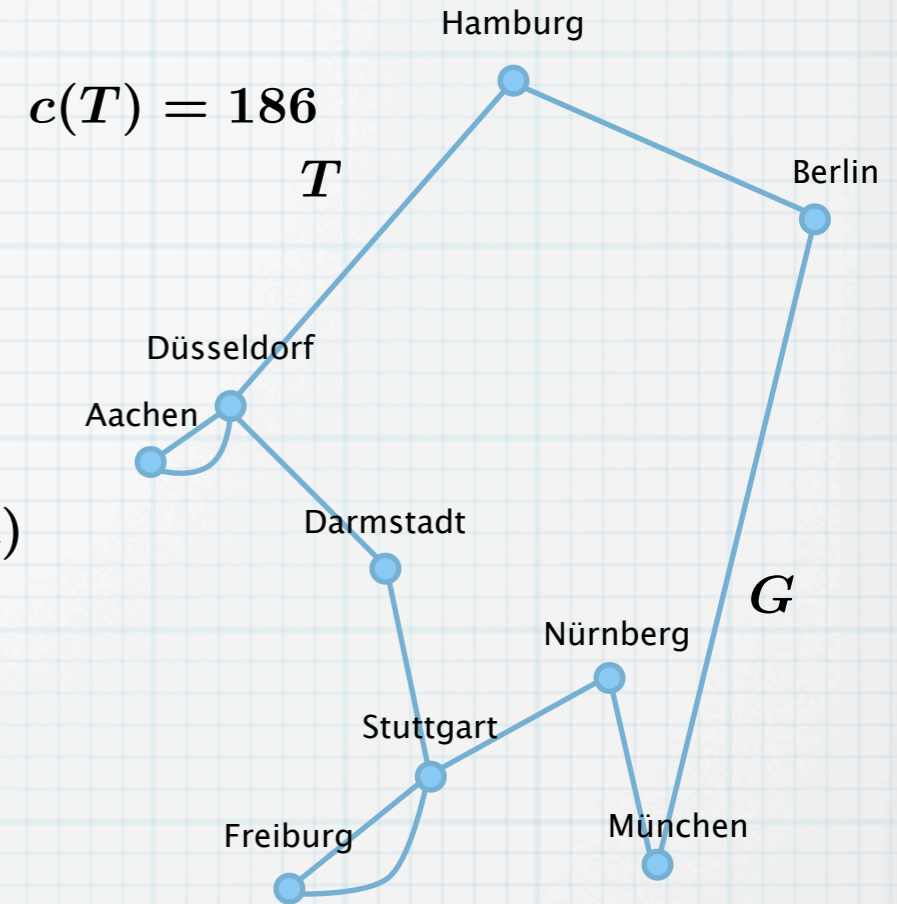 Hamburg
c(T) = 186
T
Berlin
Düsseldorf
Aachen
)
Darmstadt
G
Nürnberg
Stuttgart
München
Freiburg